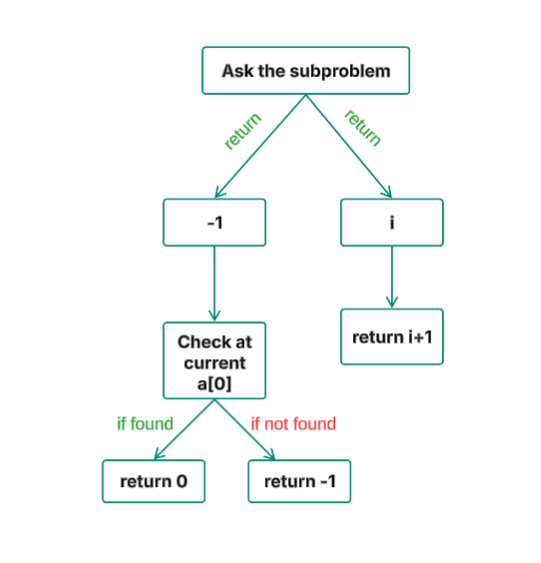 Ask the subproblem
return
return
-1
i
Check at
current
a[0]
return i+1
if found
if not found
return 0
return -1